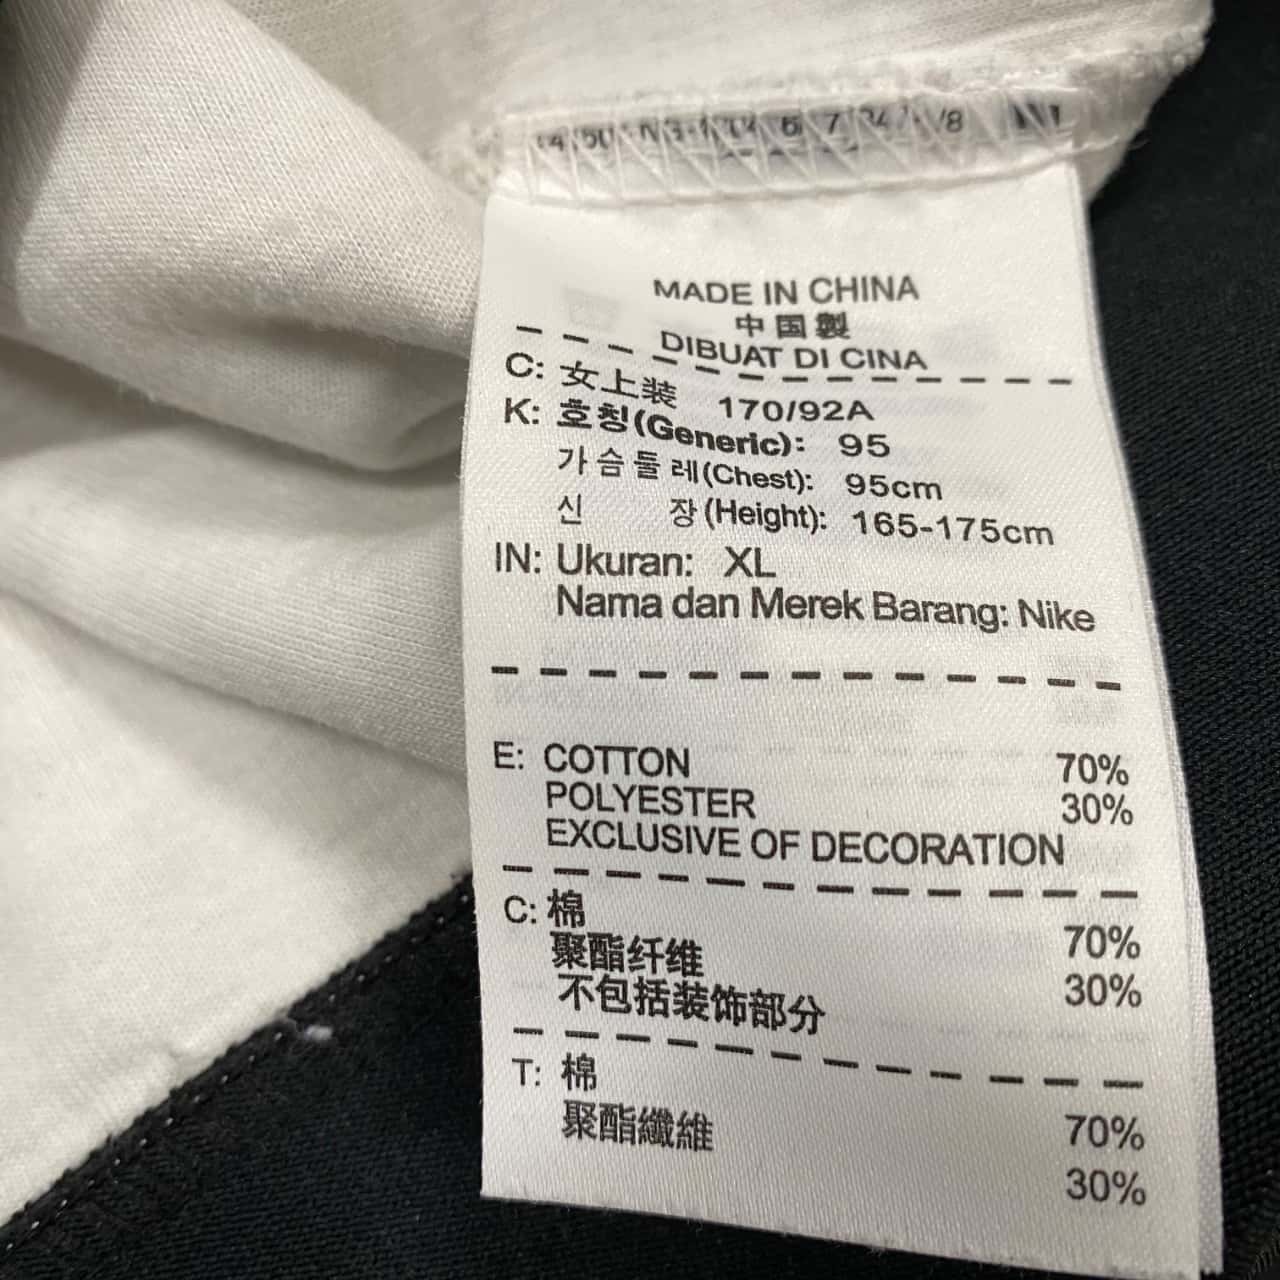 MADE IN CHINA
中国製
DIBUAT DI CINA
C: 女上装 170/92A
K: 호칭(Generic): 95
가슴둘레(Chest): 95cm
신 장(Height): 165-175cm
IN: Ukuran: XL
Nama dan Merek Barang: Nike
E: COTTON 70%
POLYESTER 30%
EXCLUSIVE OF DECORATION
C: 棉 70%
聚酯纤维 30%
不包括装饰部分
T: 棉 70%
聚酯纖維 30%